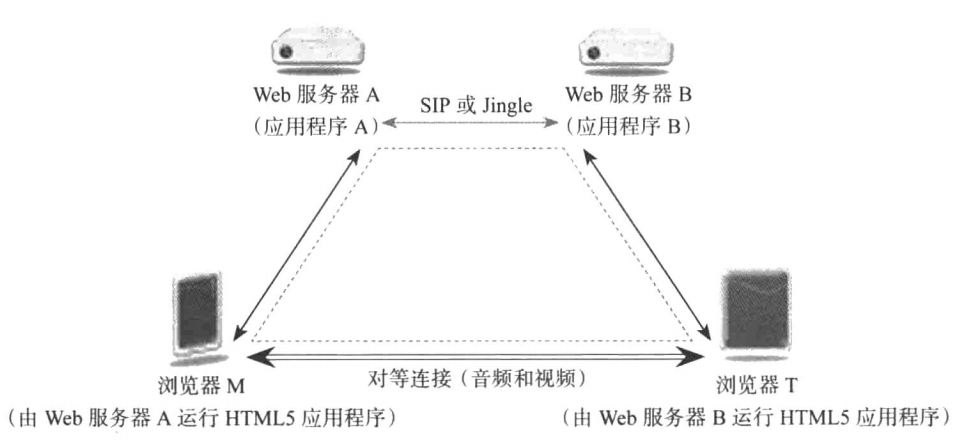 Web 服务器 A
(应用程序 A)
SIP 或 Jingle
Web 服务器 B
(应用程序 B)
对等连接(音频和视频)
浏览器 M
(由 Web 服务器 A 运行 HTML5 应用程序)
浏览器 T
(由 Web 服务器 B 运行 HTML5 应用程序)